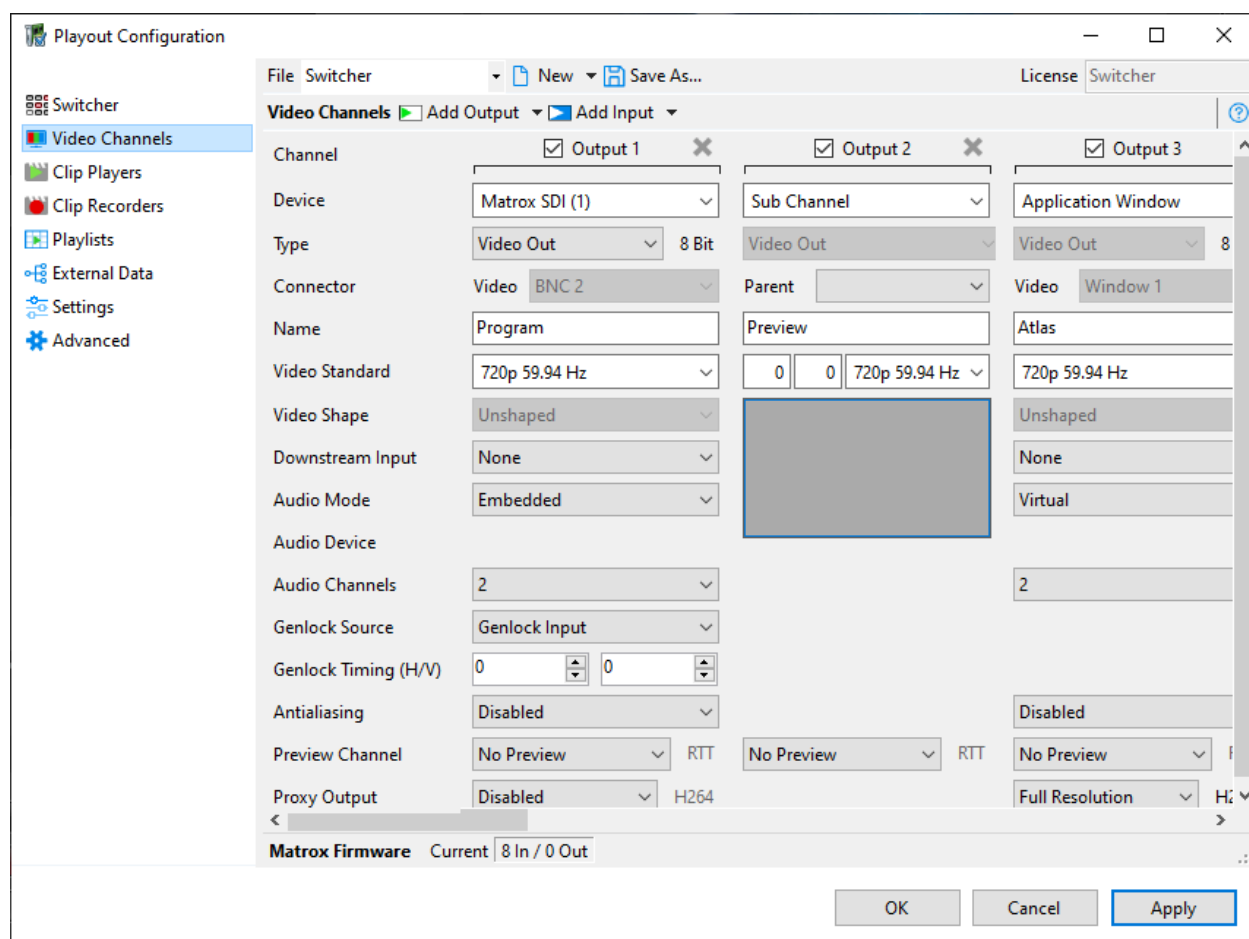 Playout Configuration
File Switcher New Save As... License Switcher
Switcher
Video Channels
Clip Players
Clip Recorders
Playlists
External Data
Settings
Advanced
Video Channels Add Output Add Input
Channel Output 1 Output 2 Output 3
Device Matrox SDI (1) Sub Channel Application Window
Type Video Out 8 Bit Video Out Video Out 8
Connector Video BNC 2 Parent Video Window 1
Name Program Preview Atlas
Video Standard 720p 59.94 Hz 0 0 720p 59.94 Hz 720p 59.94 Hz
Video Shape Unshaped Unshaped
Downstream Input None None
Audio Mode Embedded Virtual
Audio Device
Audio Channels 2 2
Genlock Source Genlock Input
Genlock Timing (H/V) 0 0
Antialiasing Disabled Disabled
Preview Channel No Preview RTT No Preview RTT No Preview
Proxy Output Disabled H264 Full Resolution
Matrox Firmware Current 8 In / 0 Out
OK Cancel Apply